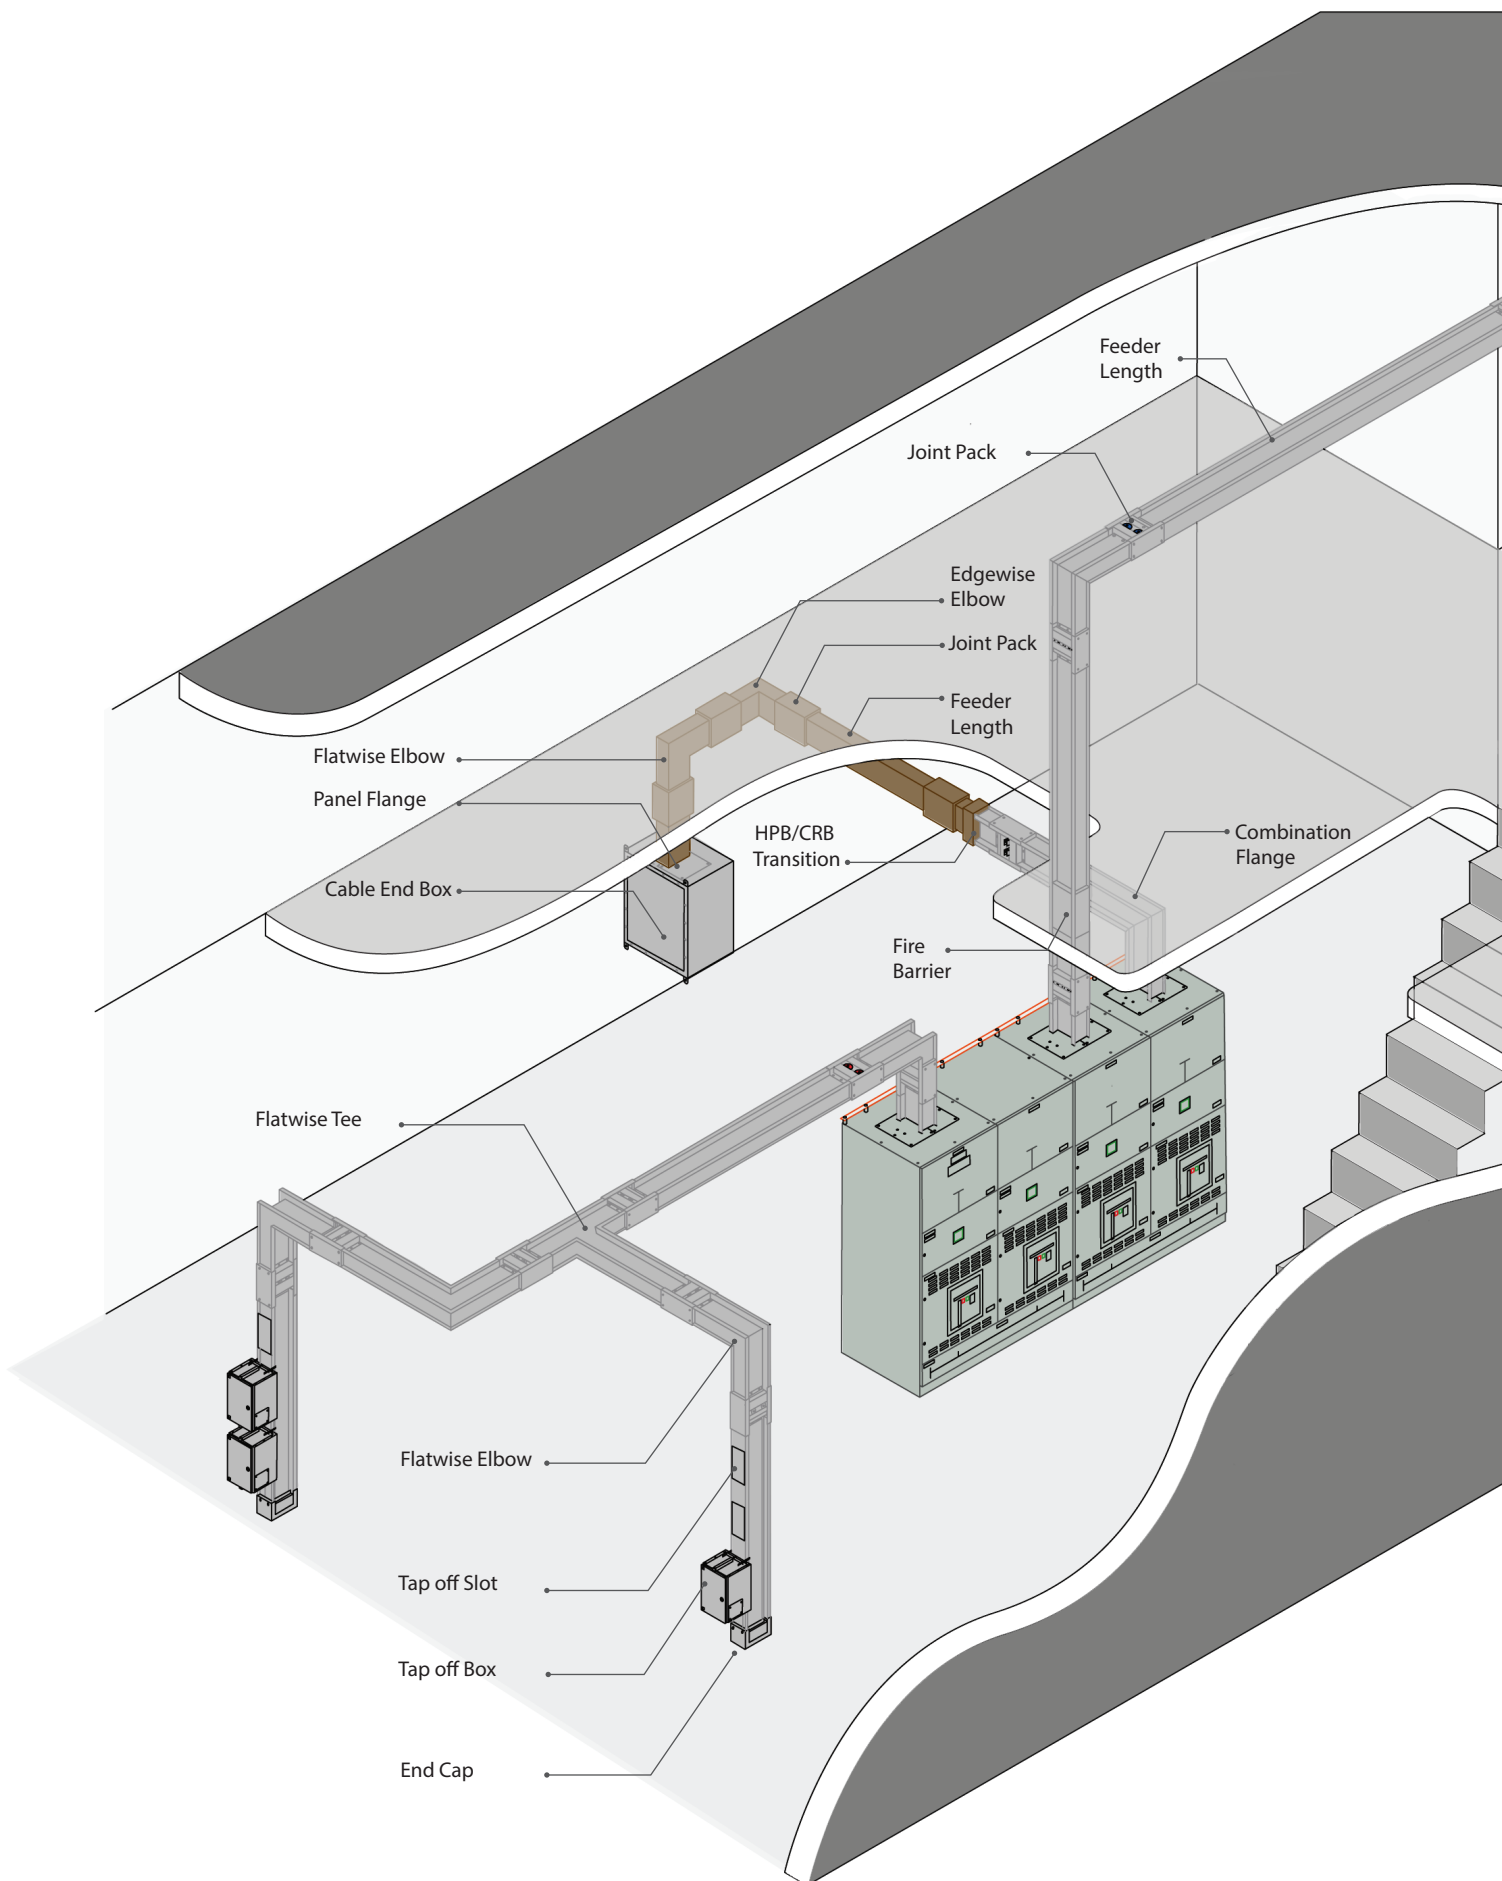 Feeder
Length
Joint Pack
Edgewise
Elbow
Joint Pack
Feeder
Length
Flatwise Elbow
Panel Flange
HPB/CRB
Transition
Combination
Flange
Cable End Box
Fire
Barrier
Flatwise Tee
Flatwise Elbow
Tap off Slot
Tap off Box
End Cap